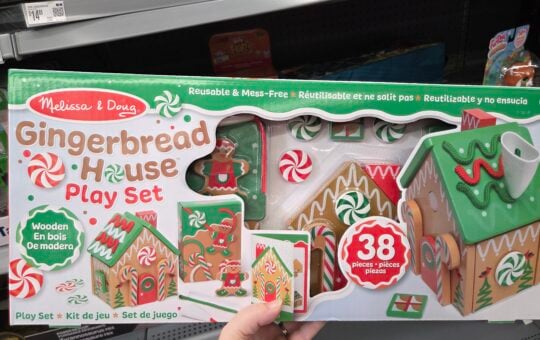 Melissa & Doug
Reusable & Mess-Free ★ Réutilisable et ne salit pas ★ Reutilizable y no ensucia
Gingerbread
House™
Play Set
Wooden
En bois
De madera
38
pieces • pièces
piezas
Play Set ★ Kit de jeu ★ Set de juego